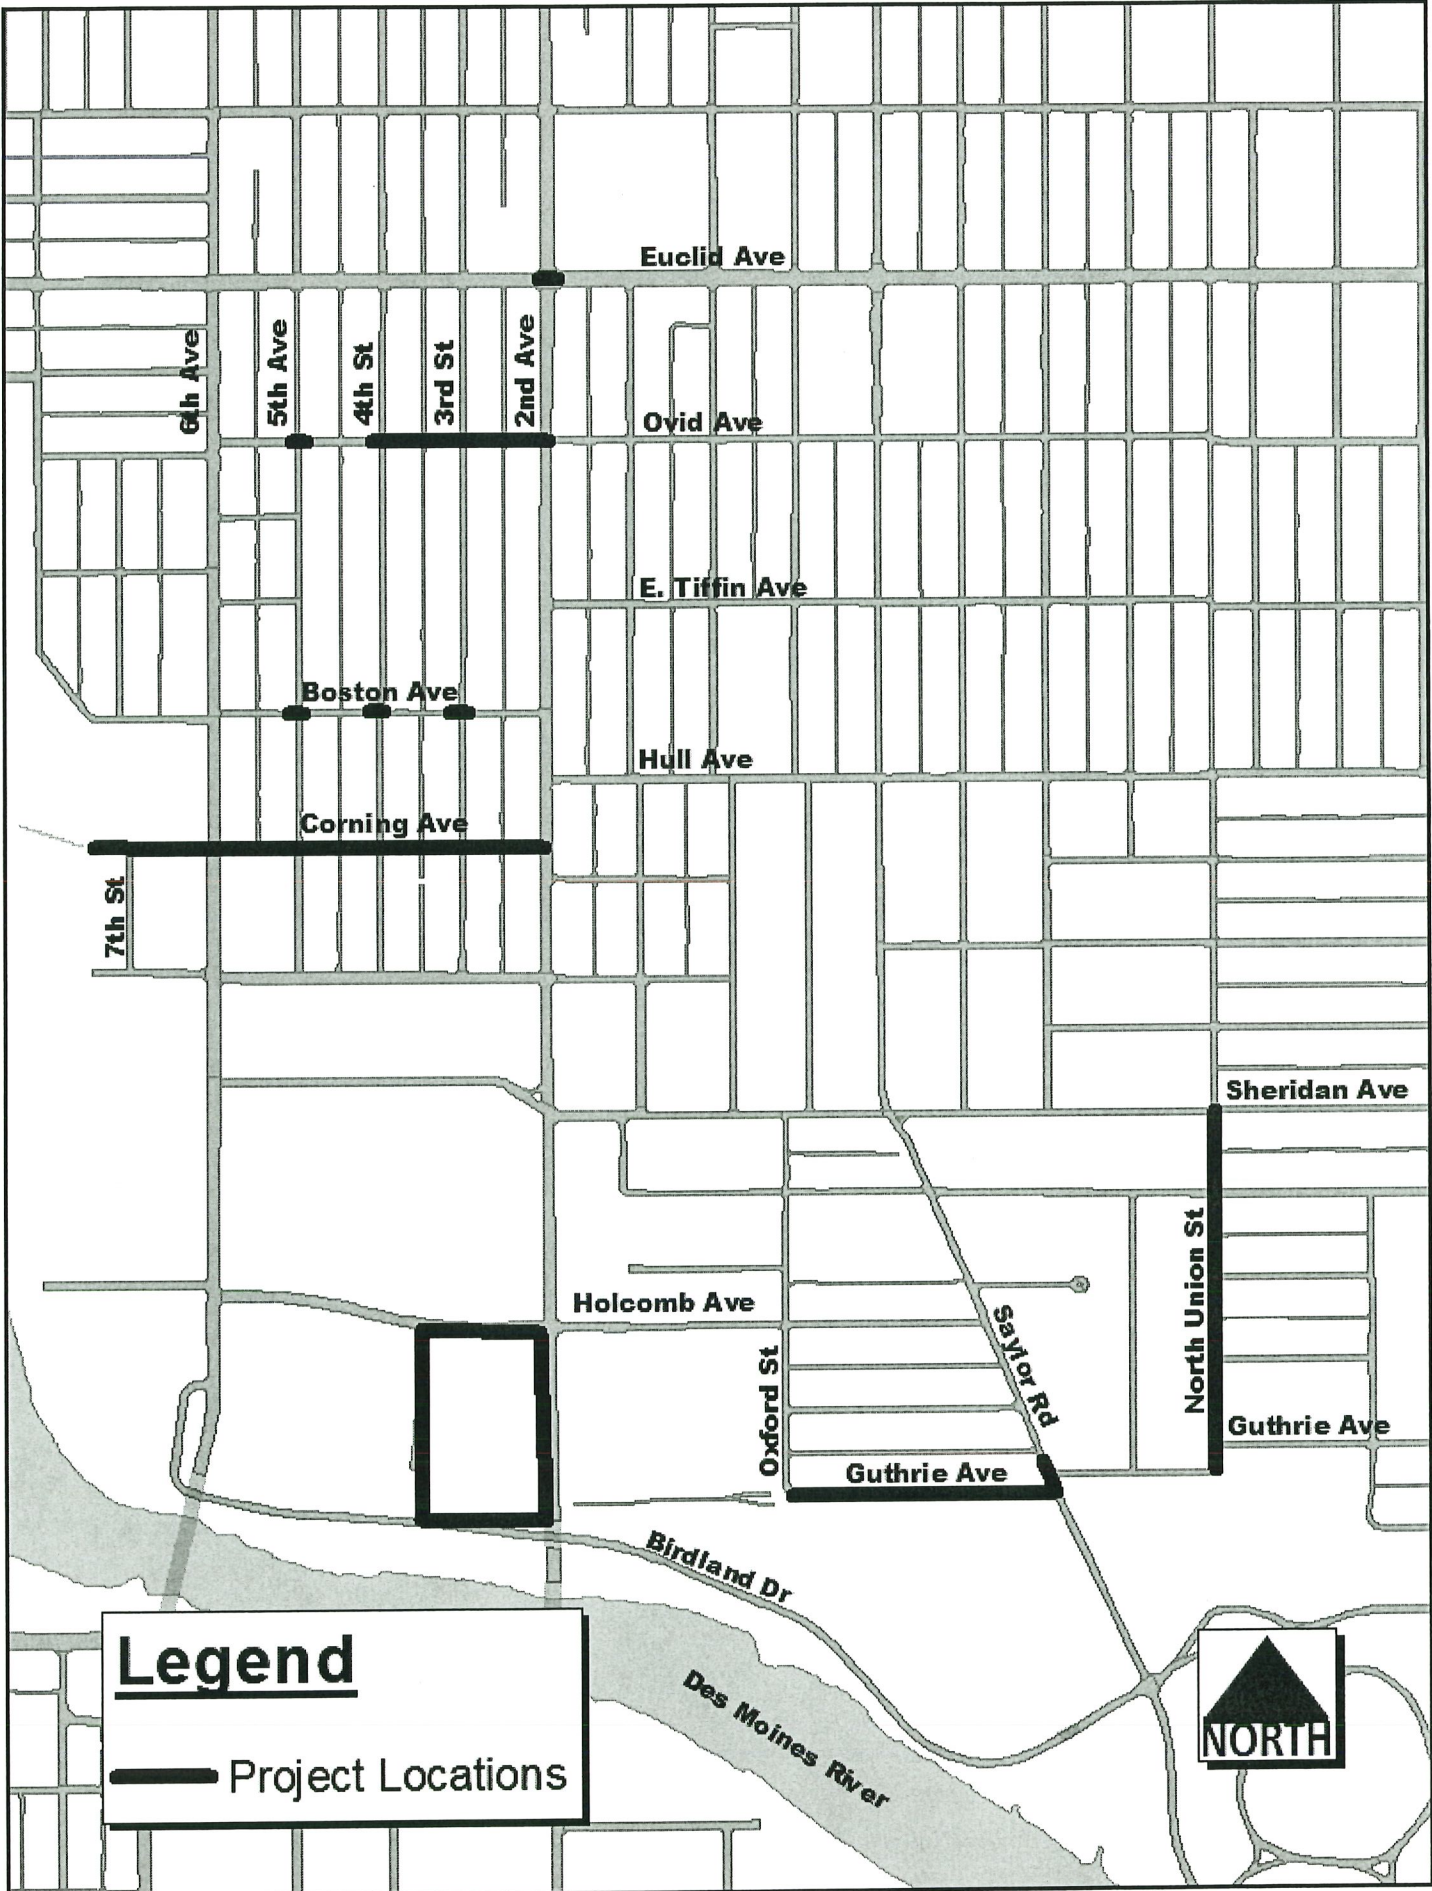 Euclid Ave
6th Ave
5th Ave
4th St
3rd St
2nd Ave
Ovid Ave
E. Tiffin Ave
Boston Ave
Hull Ave
Corning Ave
7th St
Sheridan Ave
North Union St
Holcomb Ave
Saylor Rd
Oxford St
Guthrie Ave
Guthrie Ave
Birdland Dr
Des Moines River
Legend
Project Locations
NORTH